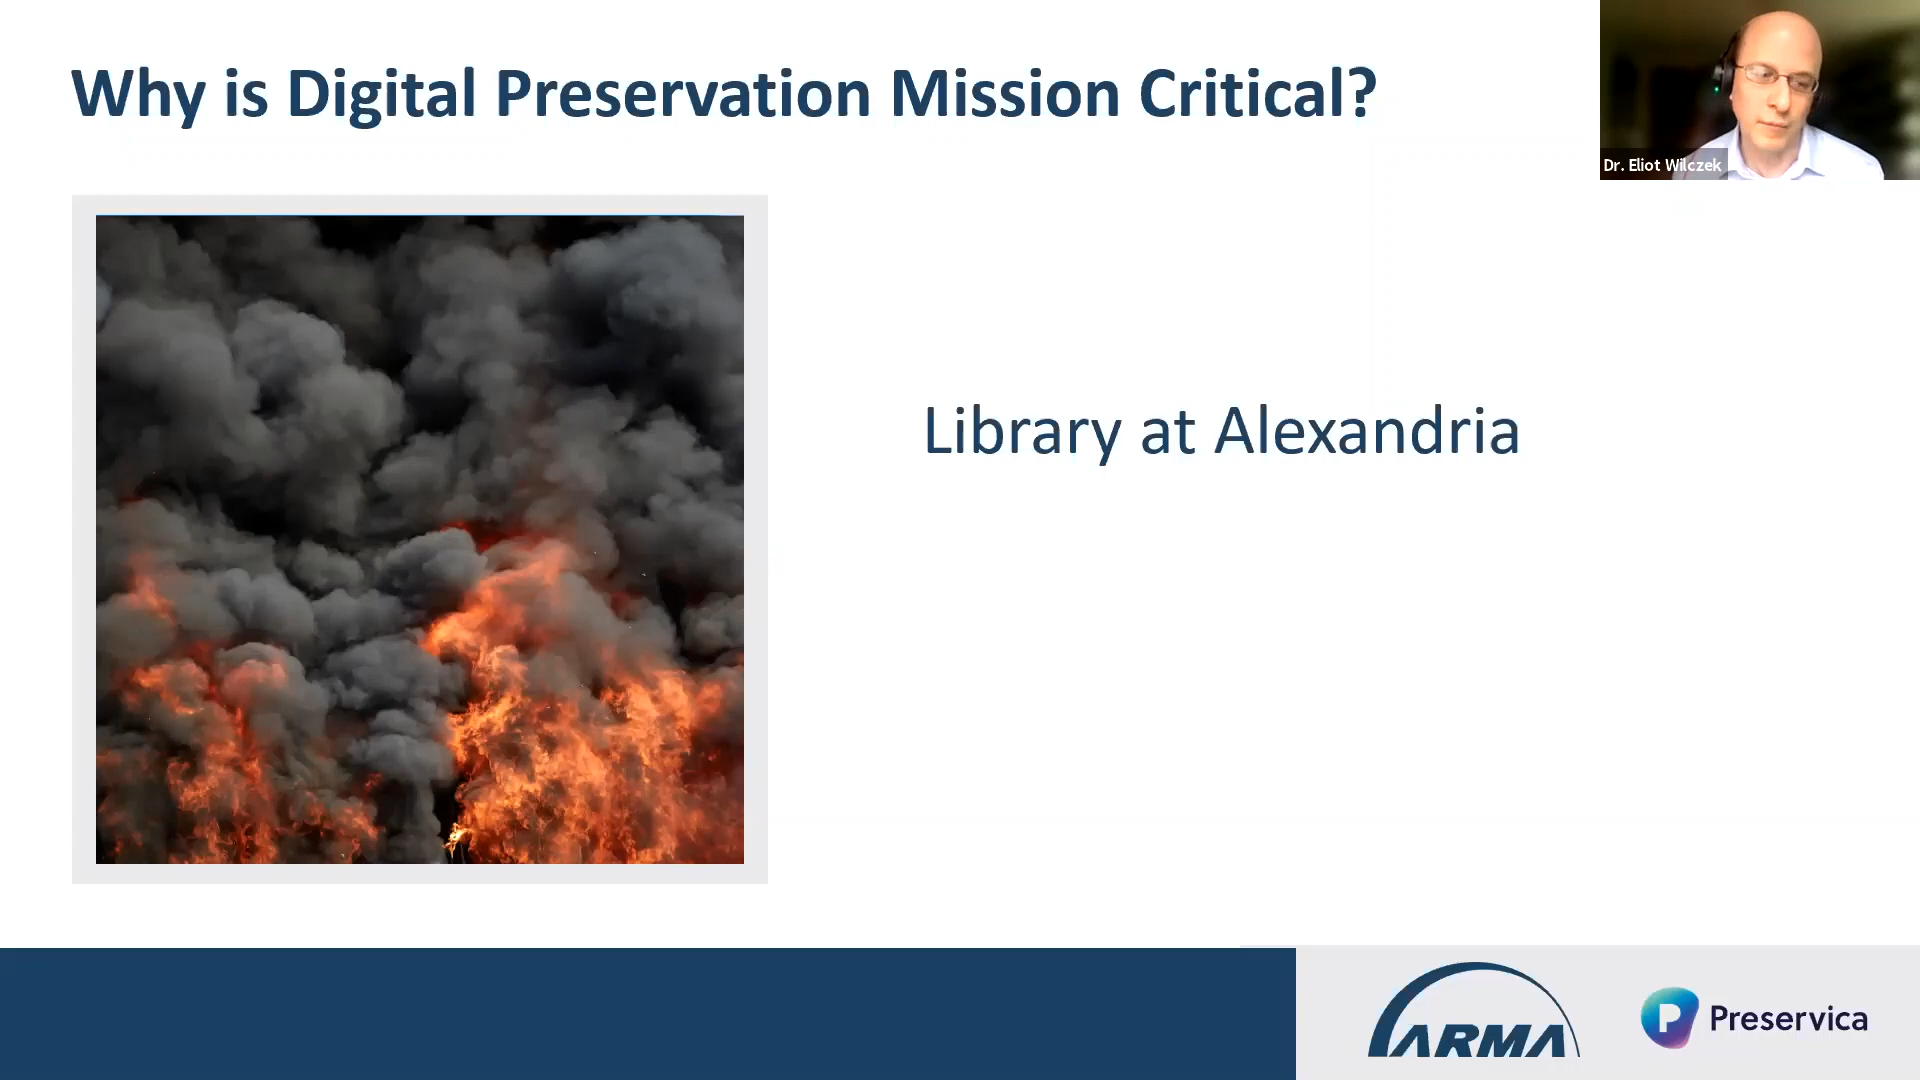 Why is Digital Preservation Mission Critical?
Dr. Eliot Wilczek
Library at Alexandria
ARMA
Preservica